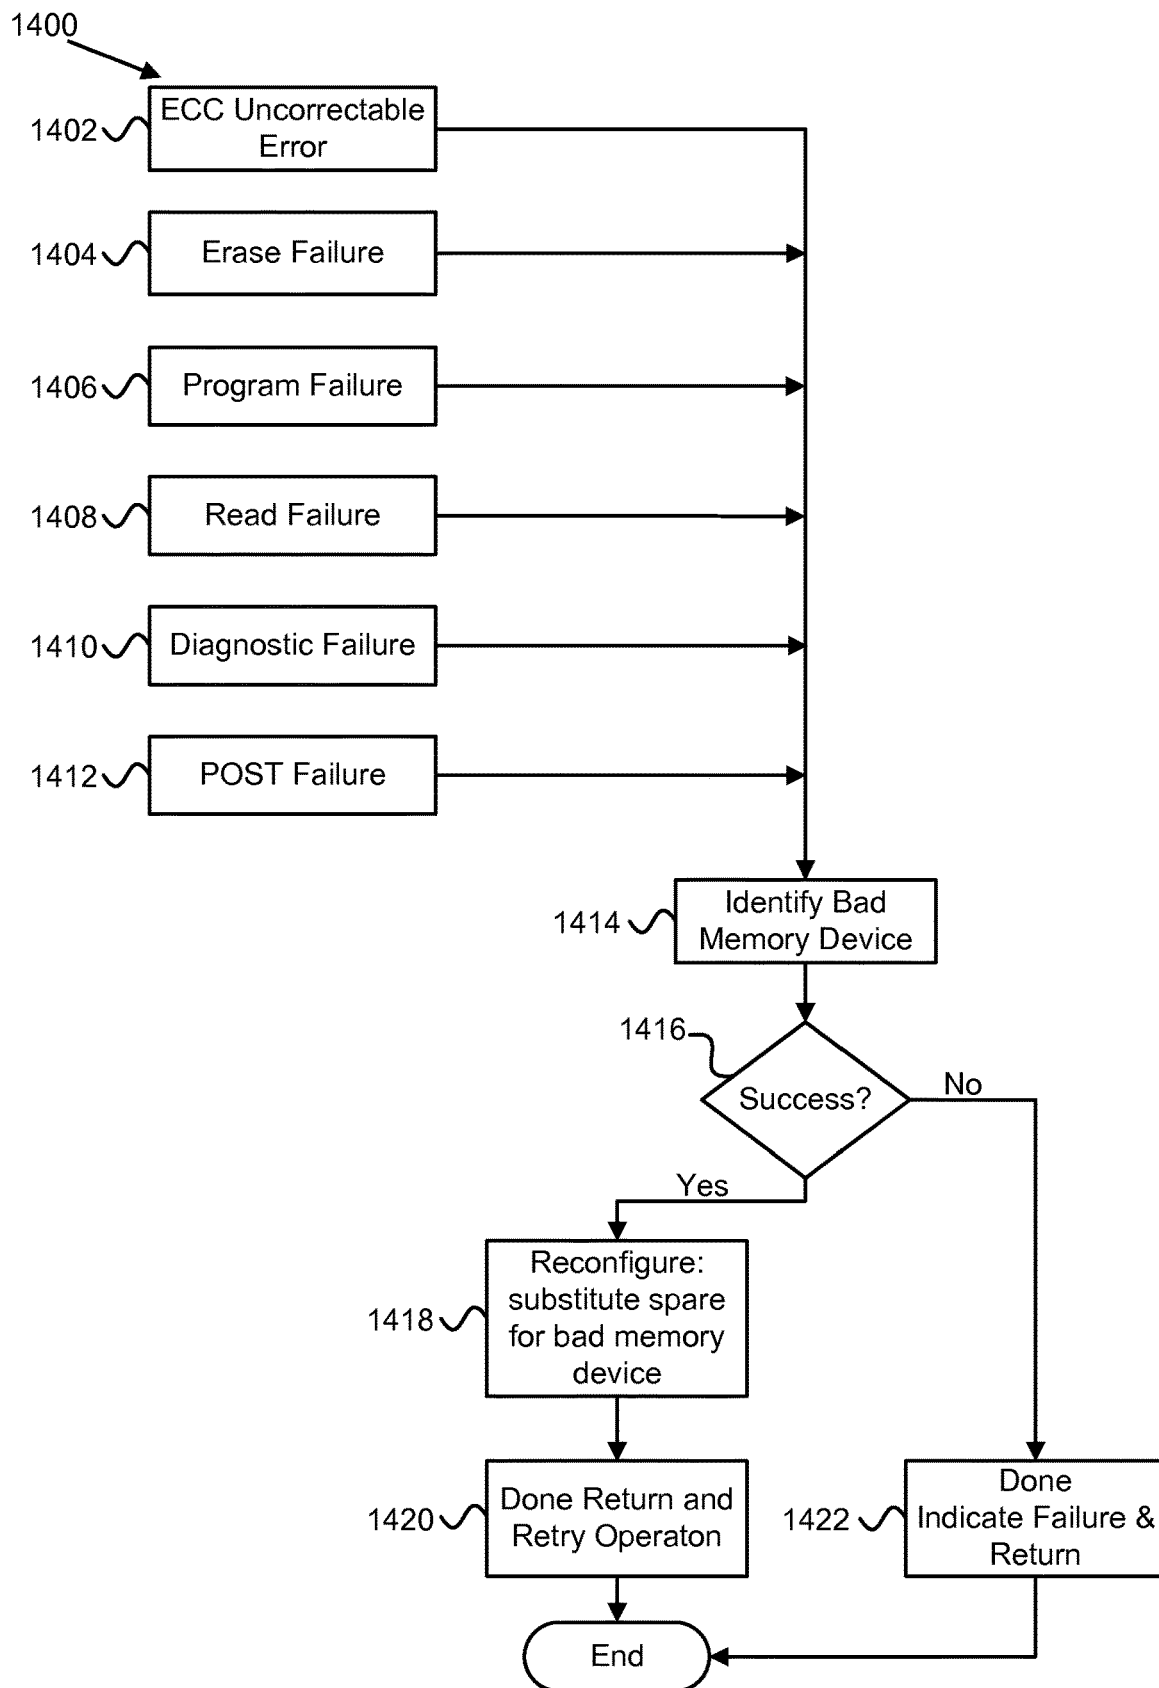 1400
1402
ECC Uncorrectable
Error
1404
Erase Failure
1406
Program Failure
1408
Read Failure
1410
Diagnostic Failure
1412
POST Failure
1414
Identify Bad
Memory Device
1416
Success?
No
Yes
1418
Reconfigure:
substitute spare
for bad memory
device
1420
Done Return and
Retry Operaton
1422
Done
Indicate Failure &
Return
End